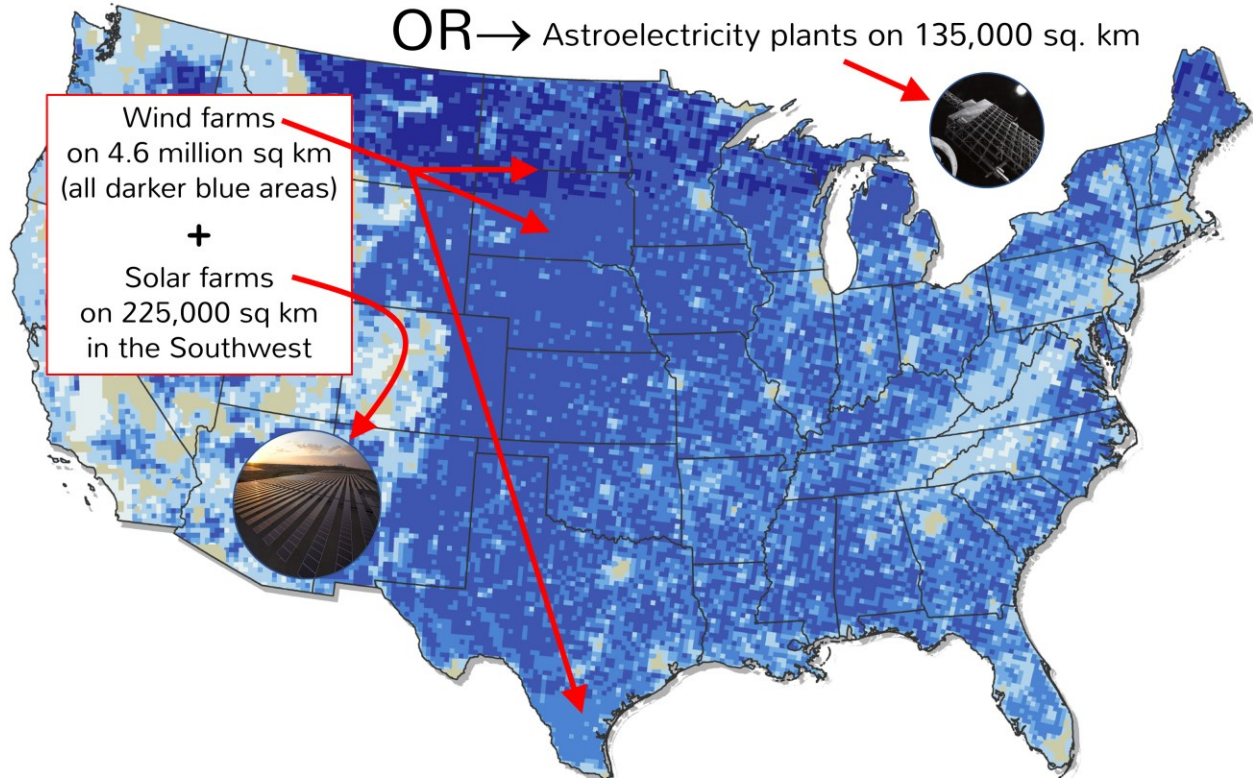 OR→ Astroelectricity plants on 135,000 sq. km
Wind farms
on 4.6 million sq km
(all darker blue areas)
+
Solar farms
on 225,000 sq km
in the Southwest